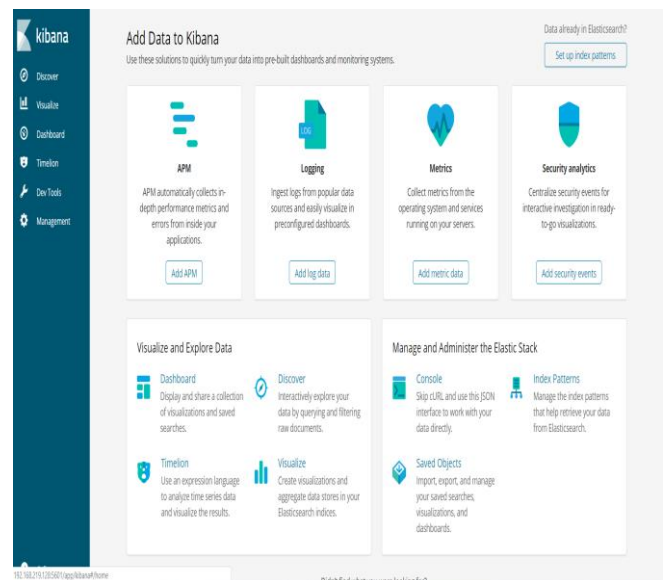 kibana
Discover
Visualize
Dashboard
Timelion
Dev Tools
Management
Add Data to Kibana
Use these solutions to quickly turn your data into pre-built dashboards and monitoring systems.
Data already in Elasticsearch?
Set up index patterns
APM
APM automatically collects in-
depth performance metrics and
errors from inside your
applications.
Add APM
LOG
Logging
Ingest logs from popular data
sources and easily visualize in
preconfigured dashboards.
Add log data
Metrics
Collect metrics from the
operating system and services
running on your servers.
Add metric data
Security analytics
Centralize security events for
interactive investigation in ready-
to-go visualizations.
Add security events
Visualize and Explore Data
Dashboard
Display and share a collection
of visualizations and saved
searches.
Discover
Interactively explore your
data by querying and filtering
raw documents.
Timelion
Use an expression language
to analyze time series data
and visualize the results.
Visualize
Create visualizations and
aggregate data stores in your
Elasticsearch indices.
Manage and Administer the Elastic Stack
Console
Skip cURL and use this JSON
interface to work with your
data directly.
Index Patterns
Manage the index patterns
that help retrieve your data
from Elasticsearch.
Saved Objects
Import, export, and manage
your saved searches,
visualizations, and
dashboards.
192.168.219.128:5601/app/kibana#/home